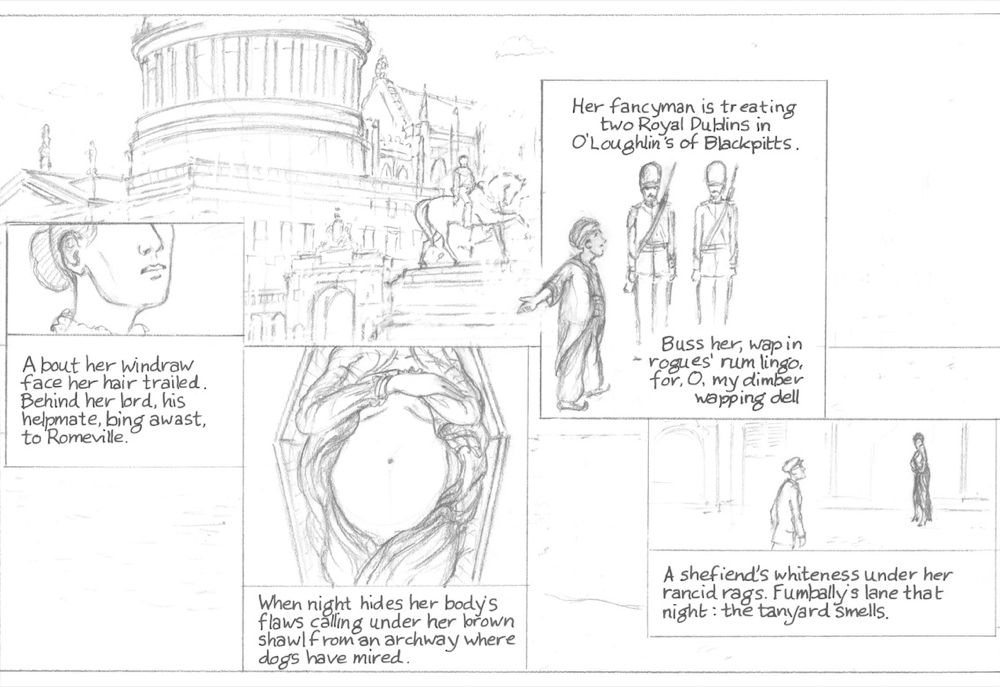 About her windraw
face her hair trailed.
Behind her lord, his
helpmate, bing awast,
to Romeville.
When night hides her body's
flaws calling under her brown
shawl from an archway where
dogs have mired.
Her fancyman is treating
two Royal Dublins in
O'Loughlin's of Blackpitts.
Buss her, wap in
rogues' rum lingo,
for, O, my dimber
wapping dell
A shefiend's whiteness under her
rancid rags. Fumbally's lane that
night: the tanyard smells.